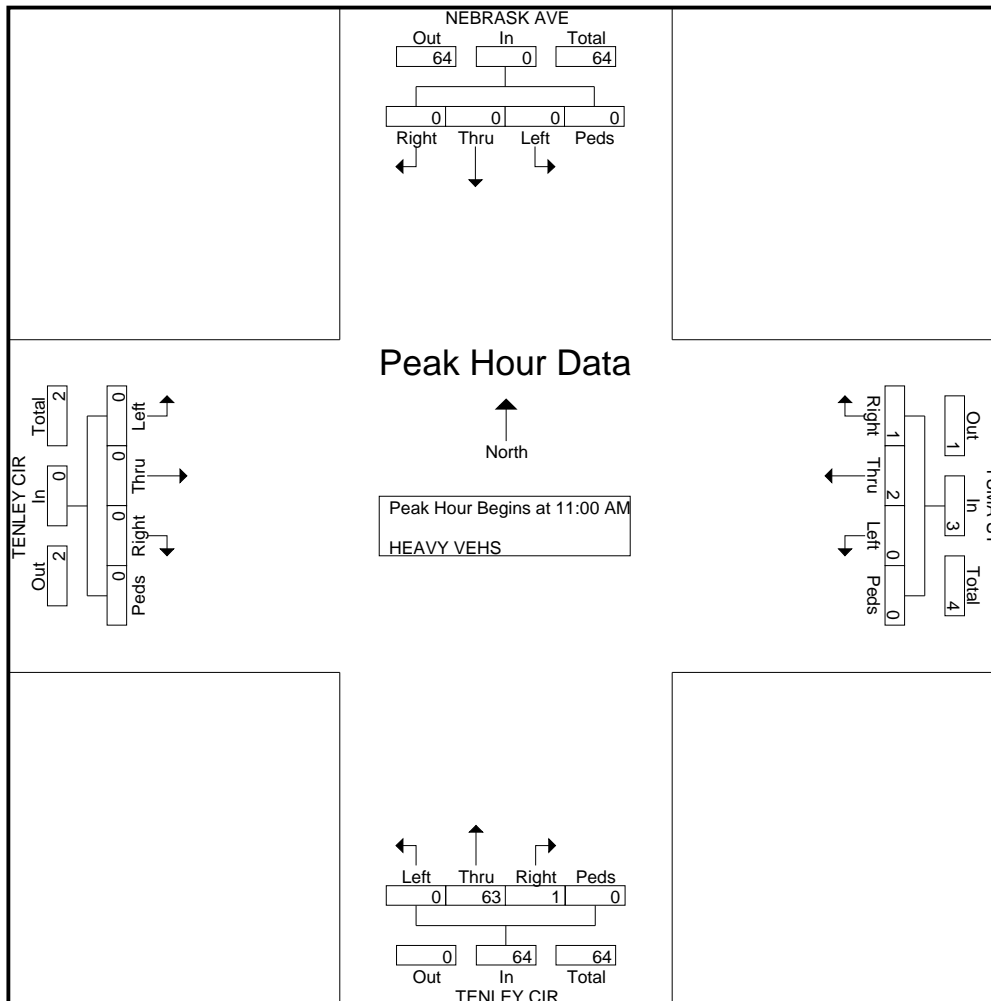 NEBRASK AVE
Out In Total
64 0 64
0 0 0 0
Right Thru Left Peds
Peak Hour Data
North
Peak Hour Begins at 11:00 AM
HEAVY VEHS
TENLEY CIR
Out In Total
2 0 2
0 0 0 0
Left Thru Right Peds
Right Thru Left Peds
1 2 0 0
Out In Total
1 3 4
Left Thru Right Peds
0 63 1 0
0 64 64
Out In Total
TENLEY CIR